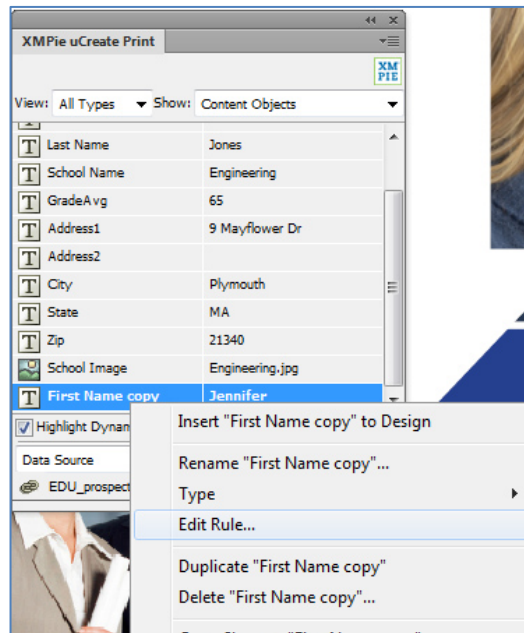 XMPie uCreate Print
XM
PIE
View: All Types Show: Content Objects
T Last Name Jones
T School Name Engineering
T GradeAvg 65
T Address1 9 Mayflower Dr
T Address2
T City Plymouth
T State MA
T Zip 21340
School Image Engineering.jpg
T First Name copy Jennifer
Highlight Dynam
Insert "First Name copy" to Design
Data Source
Rename "First Name copy"...
EDU_prospect
Type
Edit Rule...
Duplicate "First Name copy"
Delete "First Name copy"...